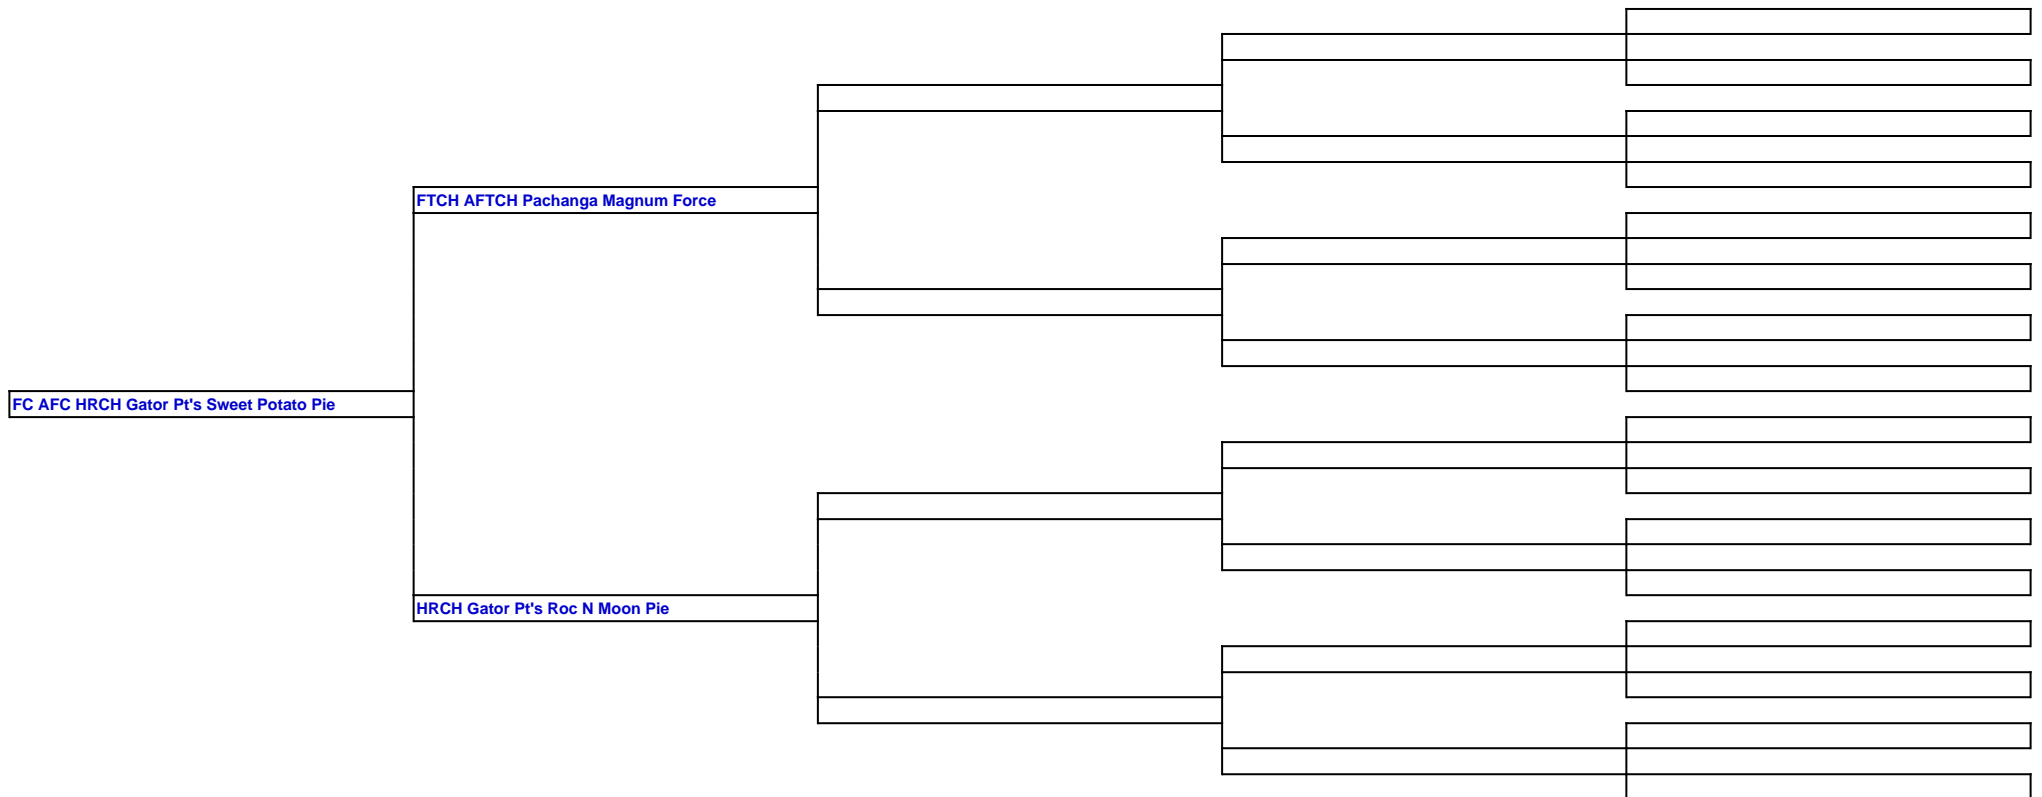 FTCH AFTCH Pachanga Magnum Force
FC AFC HRCH Gator Pt's Sweet Potato Pie
HRCH Gator Pt's Roc N Moon Pie